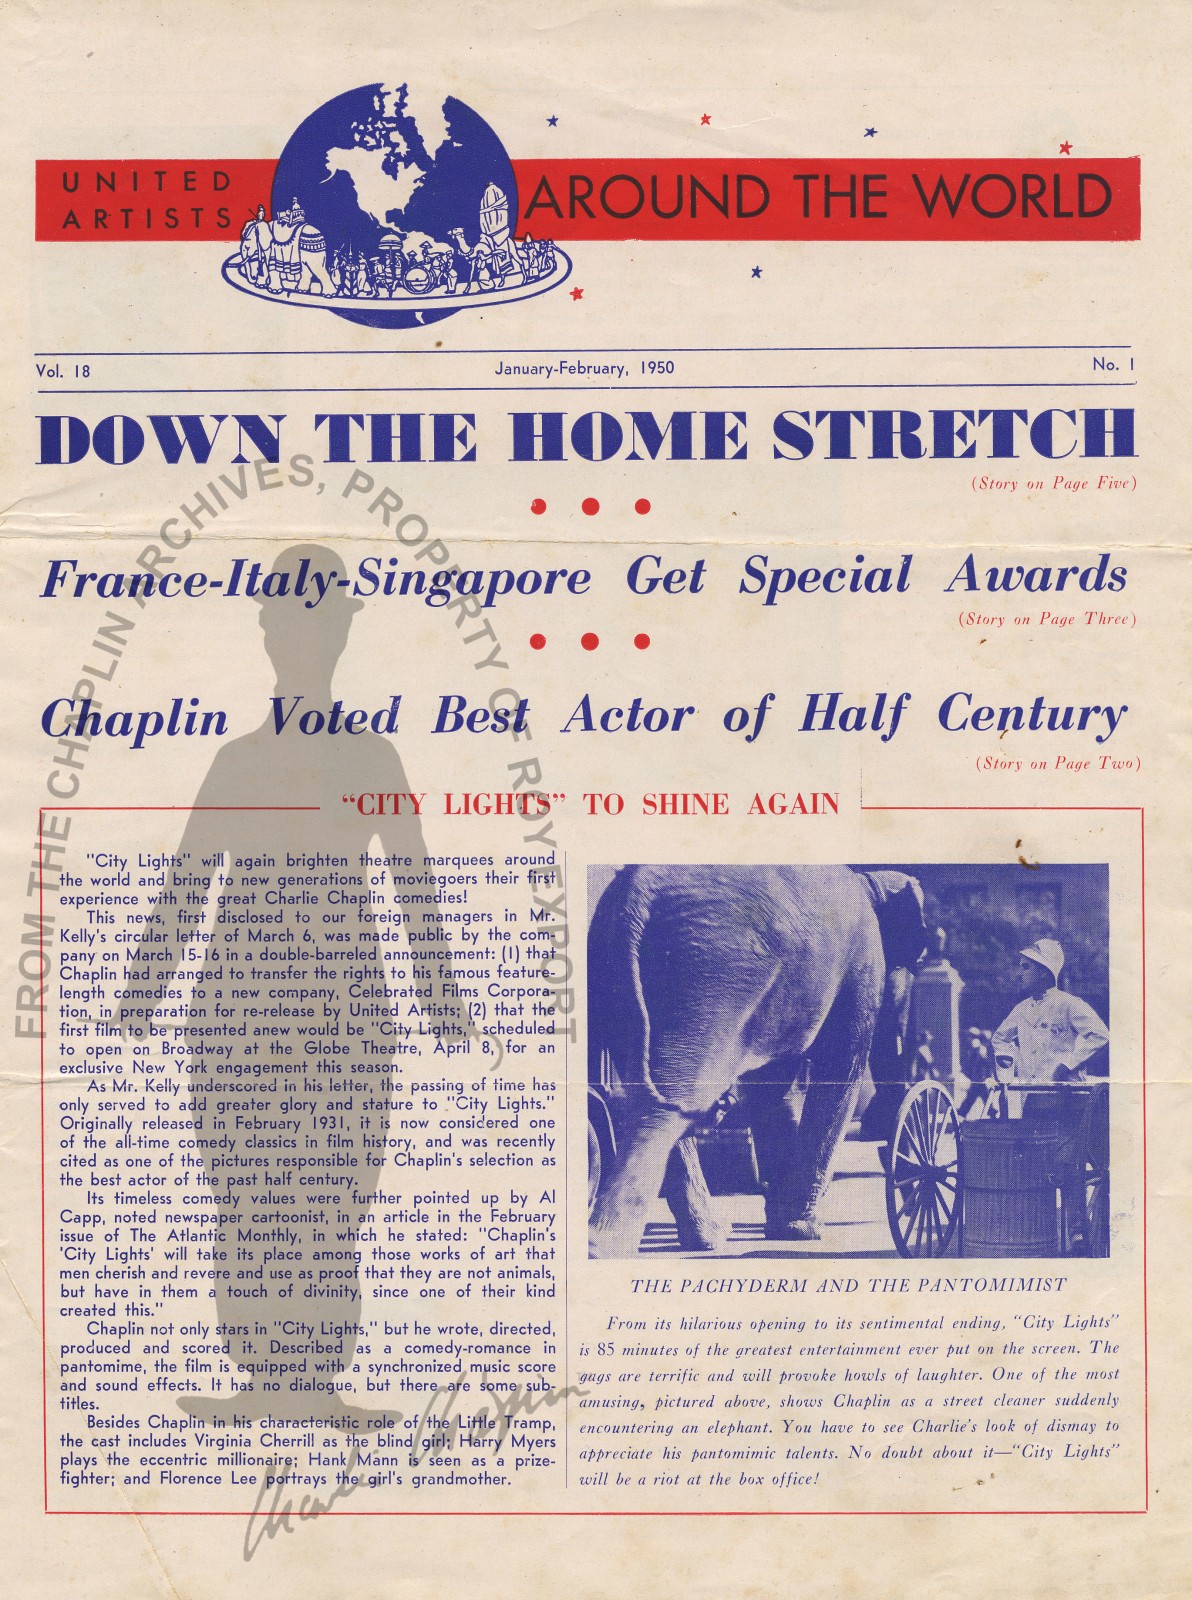 UNITED
ARTISTS
AROUND THE WORLD
Vol. 18
January-February, 1950
No. 1
DOWN THE HOME STRETCH
(Story on Page Five)
France-Italy-Singapore Get Special Awards
(Story on Page Three)
Chaplin Voted Best Actor of Half Century
(Story on Page Two)
"CITY LIGHTS" TO SHINE AGAIN
"City Lights" will again brighten theatre marquees around
the world and bring to new generations of moviegoers their first
experience with the great Charlie Chaplin comedies!
This news, first disclosed to our foreign managers in Mr.
Kelly's circular letter of March 6, was made public by the com-
pany on March 15-16 in a double-barreled announcement: (1) that
Chaplin had arranged to transfer the rights to his famous feature-
length comedies to a new company, Celebrated Films Corpora-
tion, in preparation for re-release by United Artists; (2) that the
first film to be presented anew would be "City Lights," scheduled
to open on Broadway at the Globe Theatre, April 8, for an
exclusive New York engagement this season.
As Mr. Kelly underscored in his letter, the passing of time has
only served to add greater glory and stature to "City Lights."
Originally released in February 1931, it is now considered one
of the all-time comedy classics in film history, and was recently
cited as one of the pictures responsible for Chaplin's selection as
the best actor of the past half century.
Its timeless comedy values were further pointed up by Al
Capp, noted newspaper cartoonist, in an article in the February
issue of The Atlantic Monthly, in which he stated: "Chaplin's
'City Lights' will take its place among those works of art that
men cherish and revere and use as proof that they are not animals,
but have in them a touch of divinity, since one of their kind
created this."
Chaplin not only stars in "City Lights," but he wrote, directed,
produced and scored it. Described as a comedy-romance in
pantomime, the film is equipped with a synchronized music score
and sound effects. It has no dialogue, but there are some sub-
titles.
Besides Chaplin in his characteristic role of the Little Tramp,
the cast includes Virginia Cherrill as the blind girl; Harry Myers
plays the eccentric millionaire; Hank Mann is seen as a prize-
fighter; and Florence Lee portrays the girl's grandmother.
THE PACHYDERM AND THE PANTOMIMIST
From its hilarious opening to its sentimental ending, "City Lights"
is 85 minutes of the greatest entertainment ever put on the screen. The
gags are terrific and will provoke howls of laughter. One of the most
amusing, pictured above, shows Chaplin as a street cleaner suddenly
encountering an elephant. You have to see Charlie's look of dismay to
appreciate his pantomimic talents. No doubt about it—"City Lights"
will be a riot at the box office!
FROM THE CHAPLIN ARCHIVES, PROPERTY OF ROY EXPORT
Charlie Chaplin